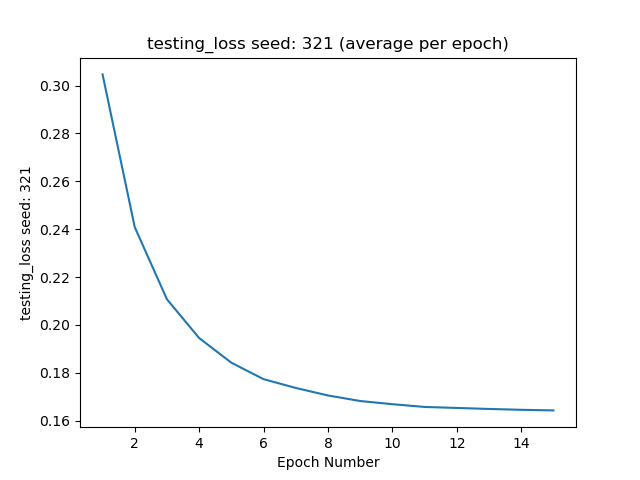 testing_loss seed: 321 (average per epoch)
testing_loss seed: 321
0.30
0.28
0.26
0.24
0.22
0.20
0.18
0.16
2 4 6 8 10 12 14
Epoch Number